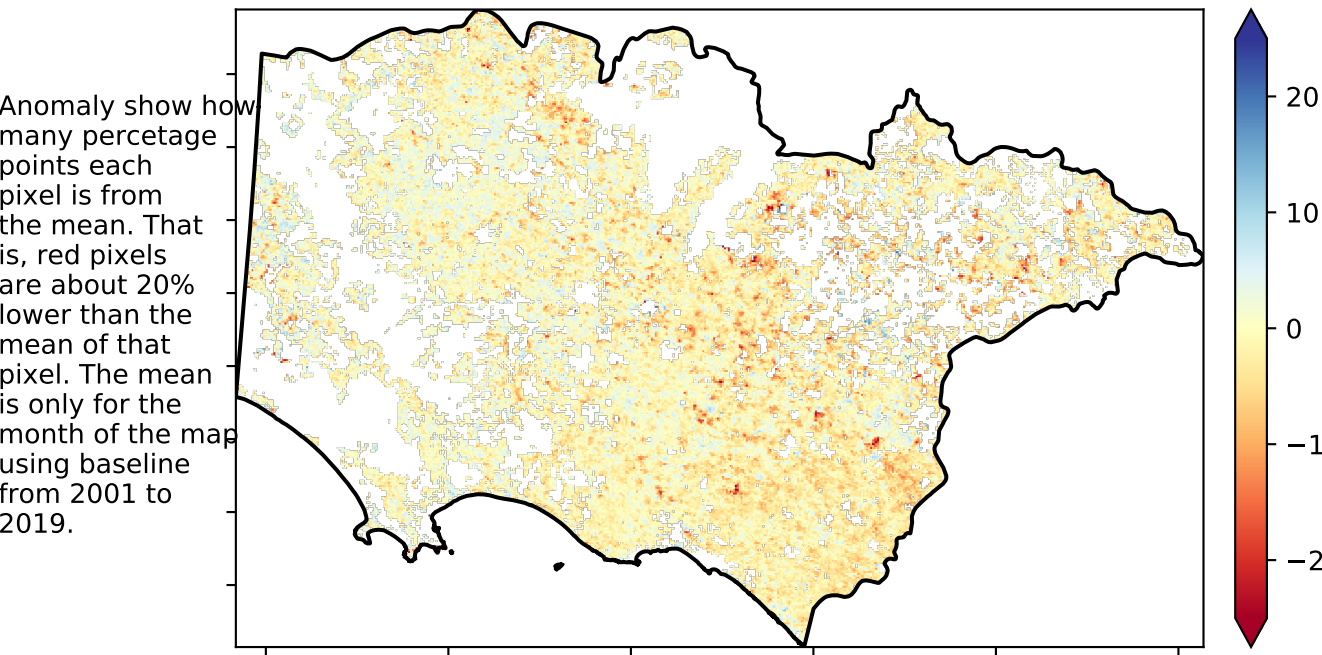 Anomaly show how
many percetage
points each
pixel is from
the mean. That
is, red pixels
are about 20%
lower than the
mean of that
pixel. The mean
is only for the
month of the map
using baseline
from 2001 to
2019.
20
10
0
−1
−2